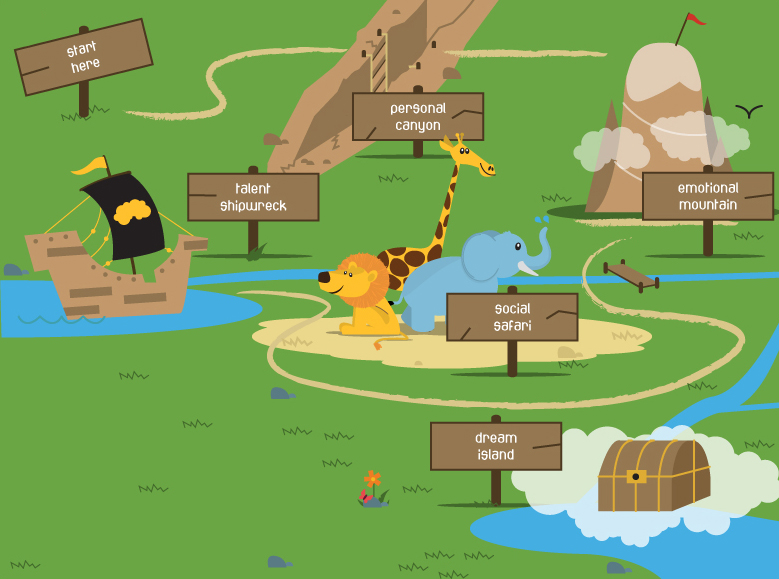 start
here
personal
canyon
talent
shipwreck
emotional
mountain
social
safari
dream
island